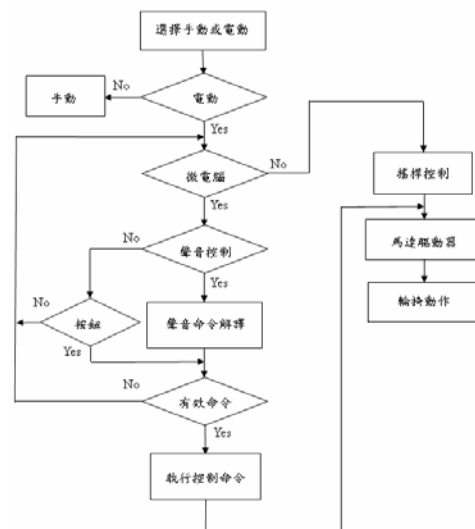 選擇手動或電動
No
手動
電動
Yes
No
微電腦
搖桿控制
Yes
No
聲音控制
馬達驅動器
Yes
輪椅動作
No
按鈕
聲音命令解譯
Yes
No
有效命令
Yes
執行控制命令